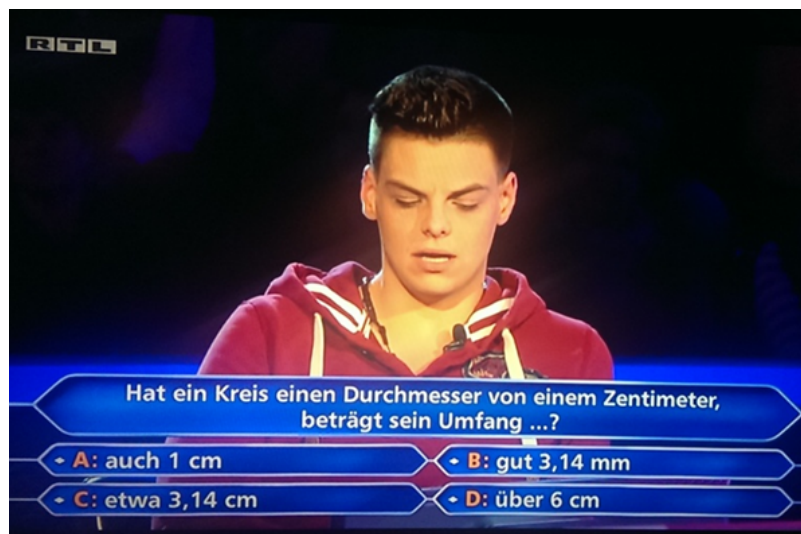 RTL
Hat ein Kreis einen Durchmesser von einem Zentimeter,
beträgt sein Umfang ...?
A: auch 1 cm
B: gut 3,14 mm
C: etwa 3,14 cm
D: über 6 cm